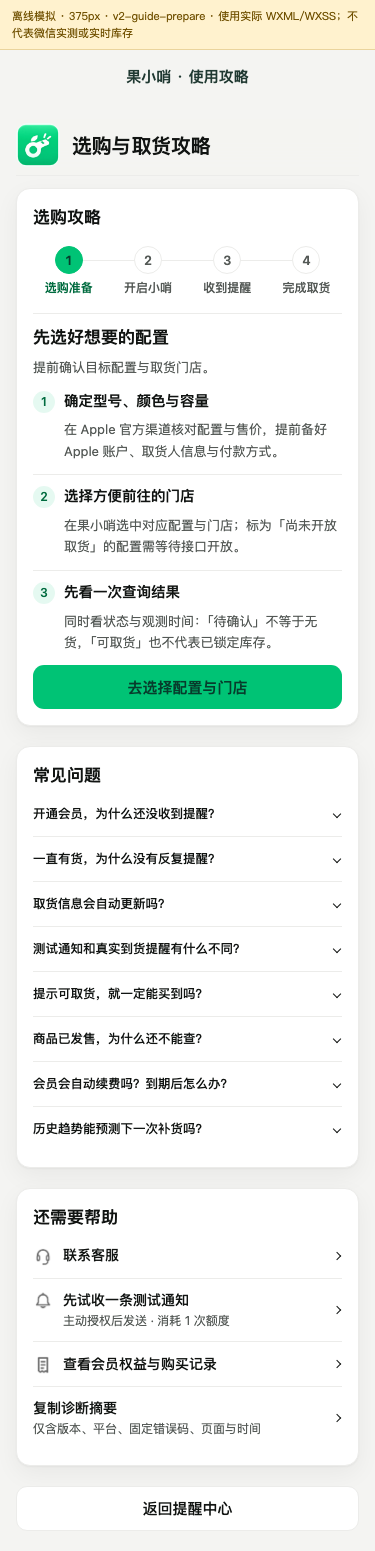 离线模拟 · 375px · v2-guide-prepare · 使用实际 WXML/WXSS；不
代表微信实测或实时库存
果小哨 · 使用攻略
选购与取货攻略
选购攻略
1 2 3 4
选购准备 开启小哨 收到提醒 完成取货
先选好想要的配置
提前确认目标配置与取货门店。
1 确定型号、颜色与容量
在 Apple 官方渠道核对配置与售价，提前备好
Apple 账户、取货人信息与付款方式。
2 选择方便前往的门店
在果小哨选中对应配置与门店；标为「尚未开放
取货」的配置需等待接口开放。
3 先看一次查询结果
同时看状态与观测时间：「待确认」不等于无
货，「可取货」也不代表已锁定库存。
去选择配置与门店
常见问题
开通会员，为什么还没收到提醒？
一直有货，为什么没有反复提醒？
取货信息会自动更新吗？
测试通知和真实到货提醒有什么不同？
提示可取货，就一定能买到吗？
商品已发售，为什么还不能查？
会员会自动续费吗？到期后怎么办？
历史趋势能预测下一次补货吗？
还需要帮助
联系客服
先试收一条测试通知
主动授权后发送 · 消耗 1 次额度
查看会员权益与购买记录
复制诊断摘要
仅含版本、平台、固定错误码、页面与时间
返回提醒中心